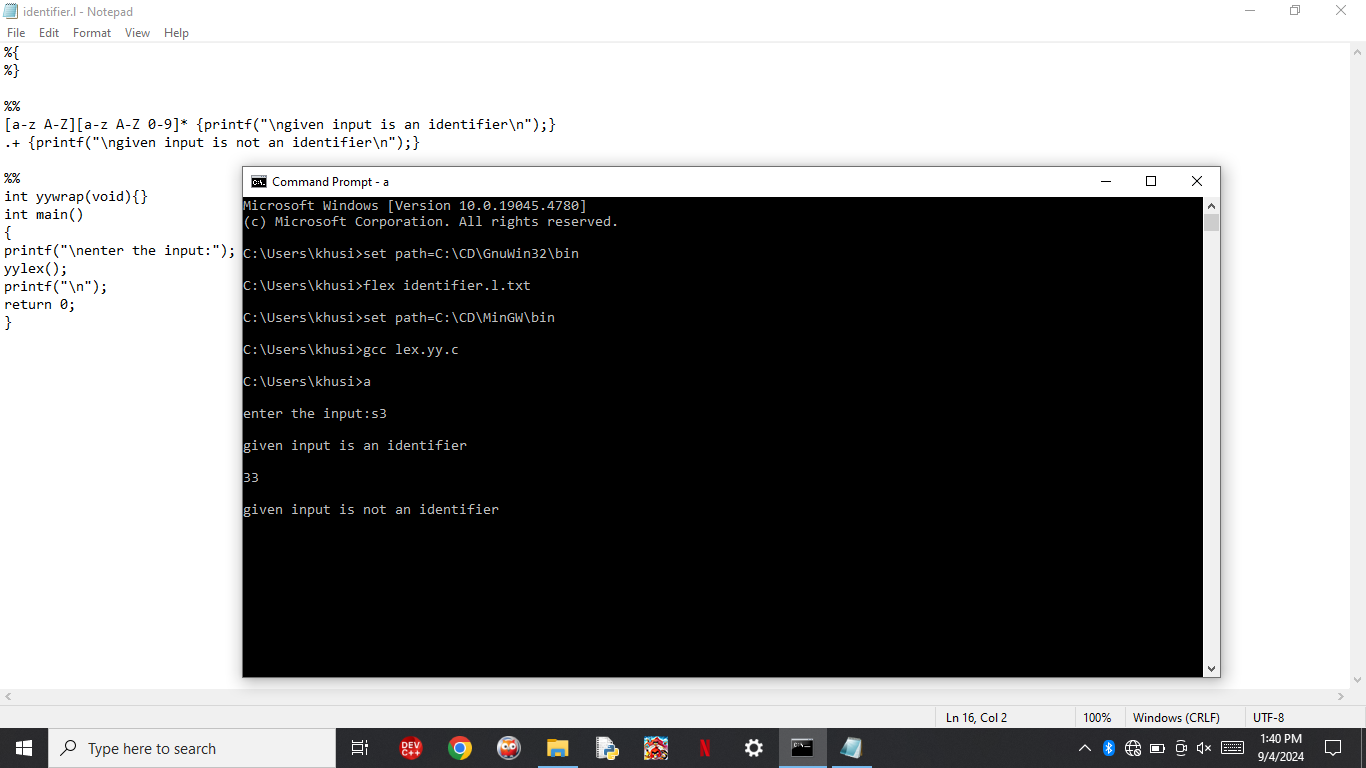 identifier.l - Notepad
File Edit Format View Help
%{
%}
%%
[a-z A-Z][a-z A-Z 0-9]* {printf("\ngiven input is an identifier\n");}
.+ {printf("\ngiven input is not an identifier\n");}
%%
int yywrap(void){}
int main()
{
printf("\nenter the input:");
yylex();
printf("\n");
return 0;
}
Command Prompt - a
Microsoft Windows [Version 10.0.19045.4780]
(c) Microsoft Corporation. All rights reserved.
C:\Users\khusi>set path=C:\CD\GnuWin32\bin
C:\Users\khusi>flex identifier.l.txt
C:\Users\khusi>set path=C:\CD\MinGW\bin
C:\Users\khusi>gcc lex.yy.c
C:\Users\khusi>a
enter the input:s3
given input is an identifier
33
given input is not an identifier
Ln 16, Col 2 100% Windows (CRLF) UTF-8
Type here to search
DEV C++
N
1:40 PM
9/4/2024